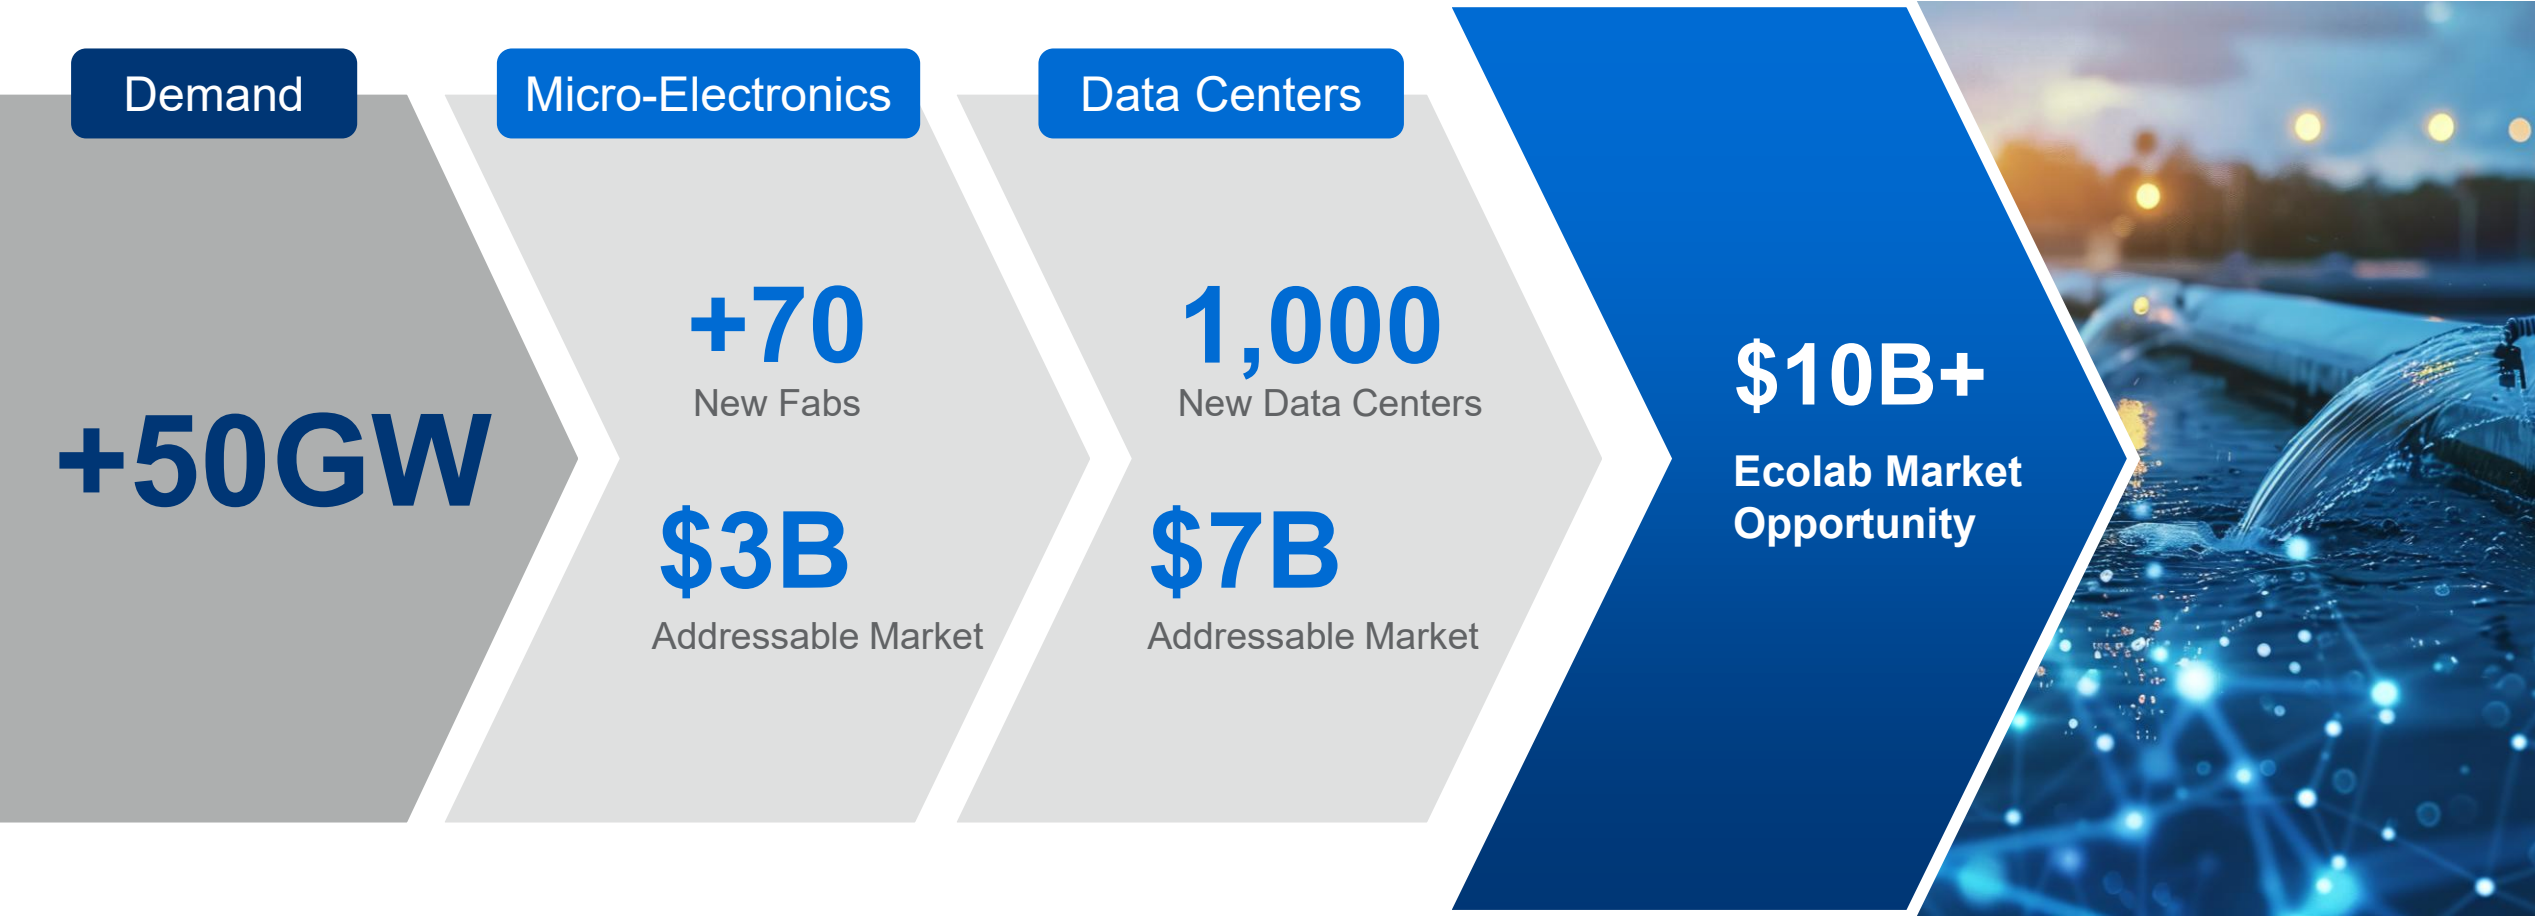 Demand
+50GW
Micro-Electronics
+70
New Fabs
$3B
Addressable Market
Data Centers
1,000
New Data Centers
$7B
Addressable Market
$10B+
Ecolab Market
Opportunity